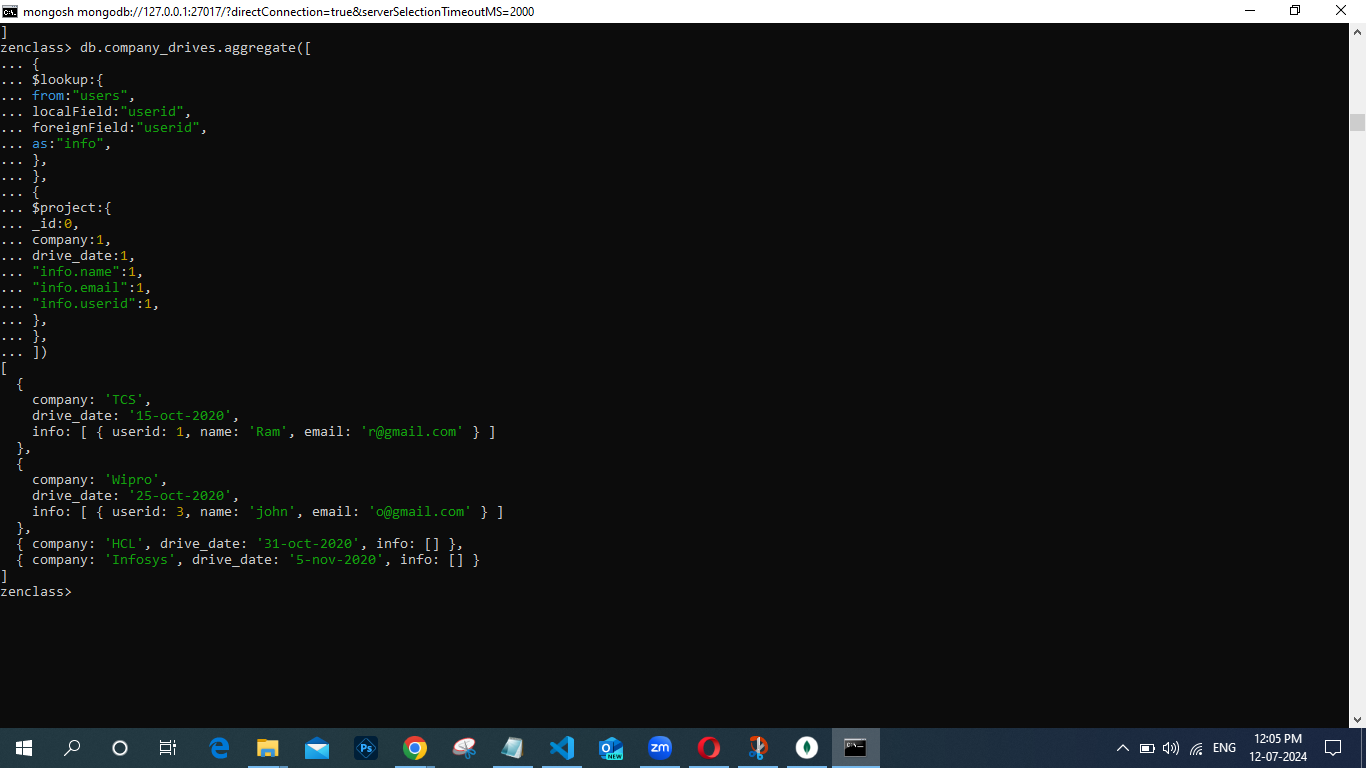 mongosh mongodb://127.0.0.1:27017/?directConnection=true&serverSelectionTimeoutMS=2000
]
zenclass> db.company_drives.aggregate([
... {
... $lookup:{
... from:"users",
... localField:"userid",
... foreignField:"userid",
... as:"info",
... },
... },
... {
... $project:{
... _id:0,
... company:1,
... drive_date:1,
... "info.name":1,
... "info.email":1,
... "info.userid":1,
... },
... },
... ])
[
  {
    company: 'TCS',
    drive_date: '15-oct-2020',
    info: [ { userid: 1, name: 'Ram', email: 'r@gmail.com' } ]
  },
  {
    company: 'Wipro',
    drive_date: '25-oct-2020',
    info: [ { userid: 3, name: 'john', email: 'o@gmail.com' } ]
  },
  { company: 'HCL', drive_date: '31-oct-2020', info: [] },
  { company: 'Infosys', drive_date: '5-nov-2020', info: [] }
]
zenclass>
Ps
NEW
zm
ENG
12:05 PM
12-07-2024